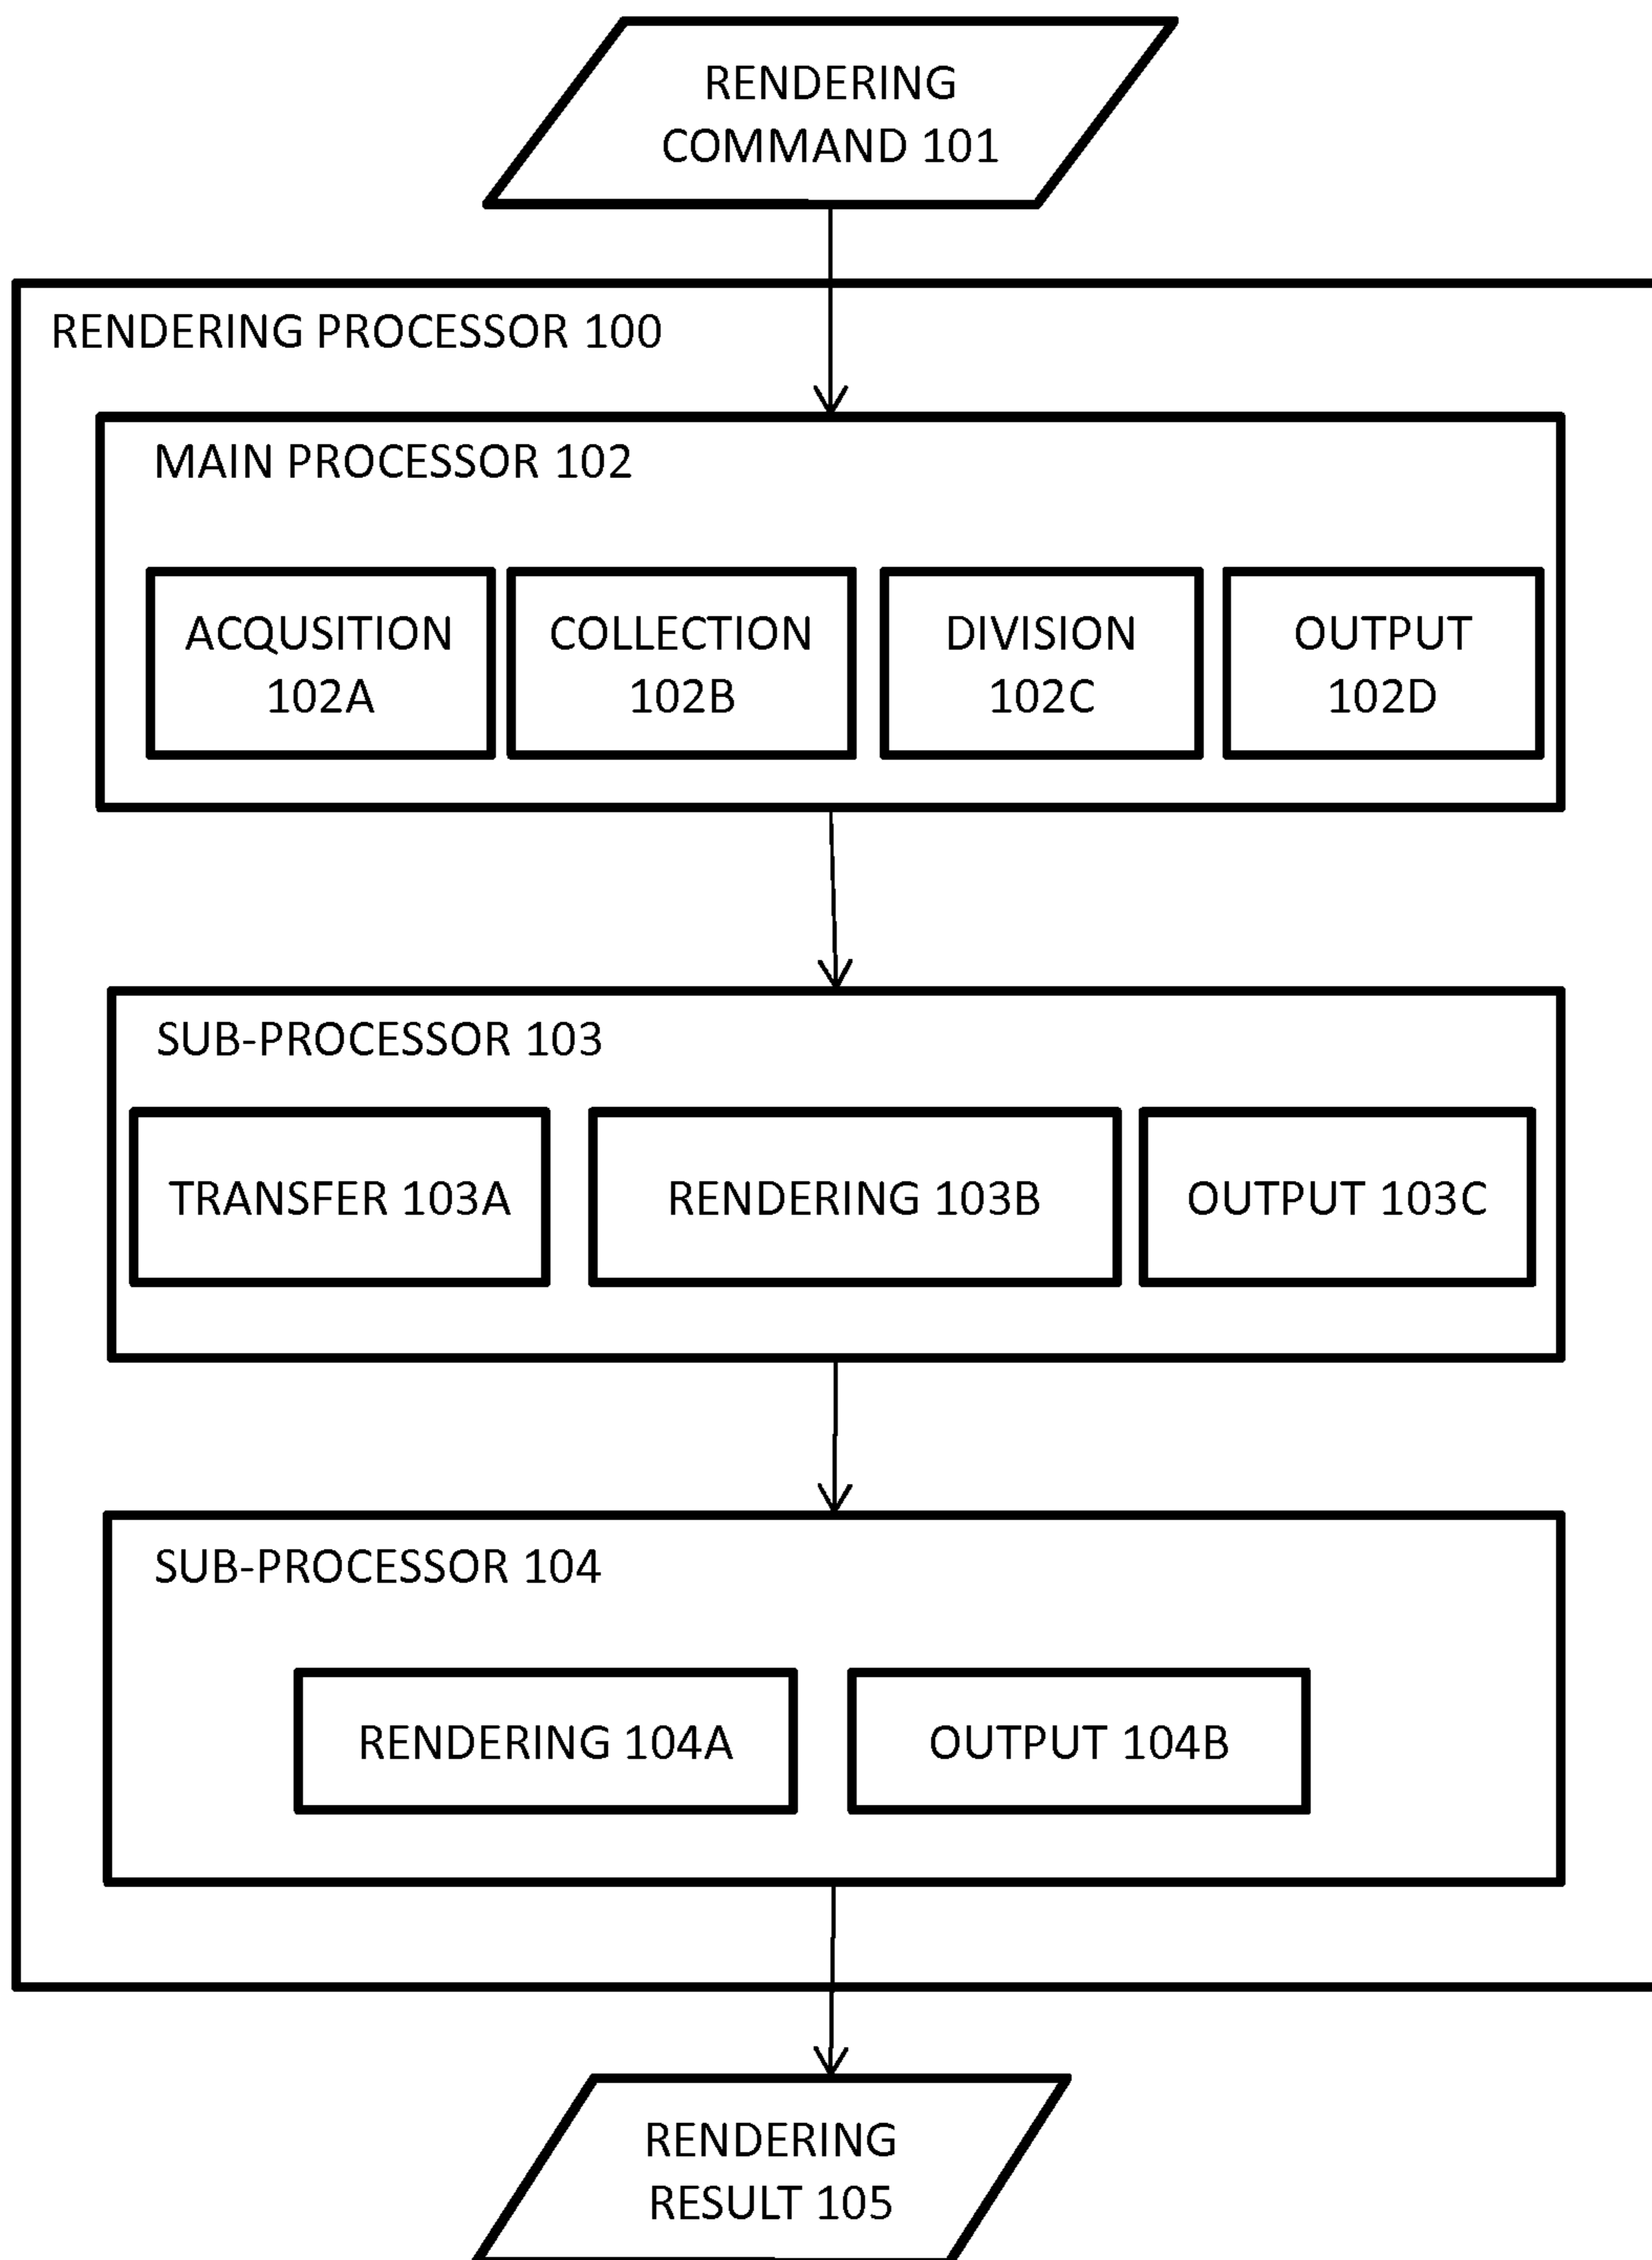 RENDERING
COMMAND 101
RENDERING PROCESSOR 100
MAIN PROCESSOR 102
ACQUSITION
102A
COLLECTION
102B
DIVISION
102C
OUTPUT
102D
SUB-PROCESSOR 103
TRANSFER 103A
RENDERING 103B
OUTPUT 103C
SUB-PROCESSOR 104
RENDERING 104A
OUTPUT 104B
RENDERING
RESULT 105